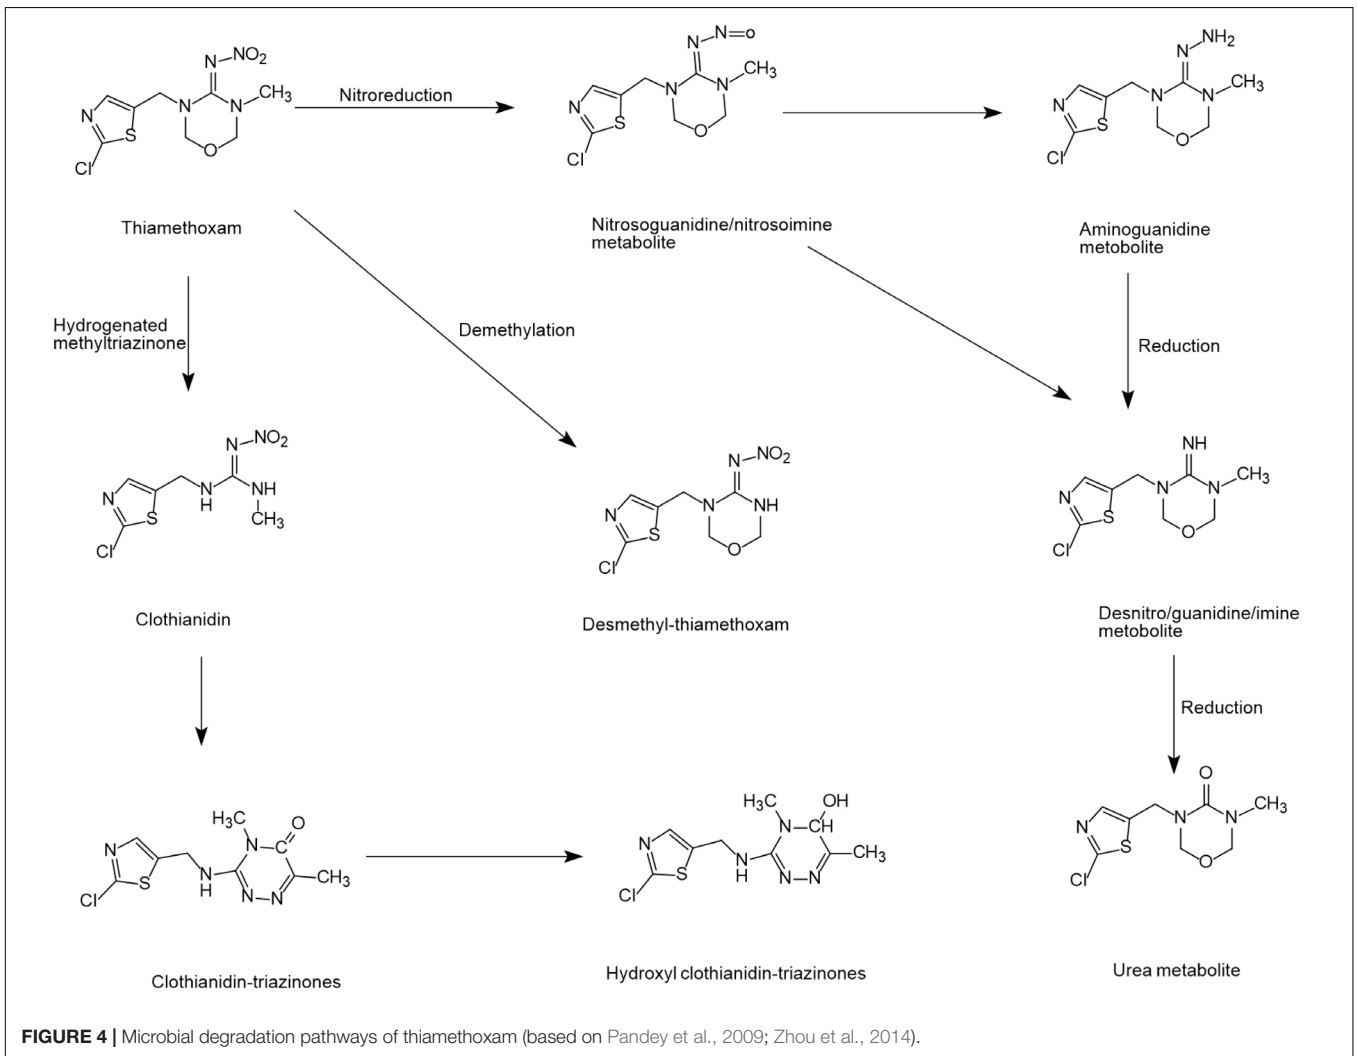 N NO2
N N CH3
N S O
Cl
Thiamethoxam
Nitroreduction
N N=o
N N CH3
N S O
Cl
Nitrosoguanidine/nitrosoimine
metabolite
N NH2
N N CH3
N S O
Cl
Aminoguanidine
metobolite
Hydrogenated
methyltriazinone
Demethylation
Reduction
N NO2
N H NH
N S CH3
Cl
Clothianidin
N NO2
N NH
N S O
Cl
Desmethyl-thiamethoxam
NH
N N CH3
N S O
Cl
Desnitro/guanidine/imine
metobolite
Reduction
H3C O
N C
N S N H N N CH3
Cl
Clothianidin-triazinones
H3C OH
N CH
N S N H N N CH3
Cl
Hydroxyl clothianidin-triazinones
O
N N CH3
N S O
Cl
Urea metabolite
FIGURE 4 | Microbial degradation pathways of thiamethoxam (based on Pandey et al., 2009; Zhou et al., 2014).